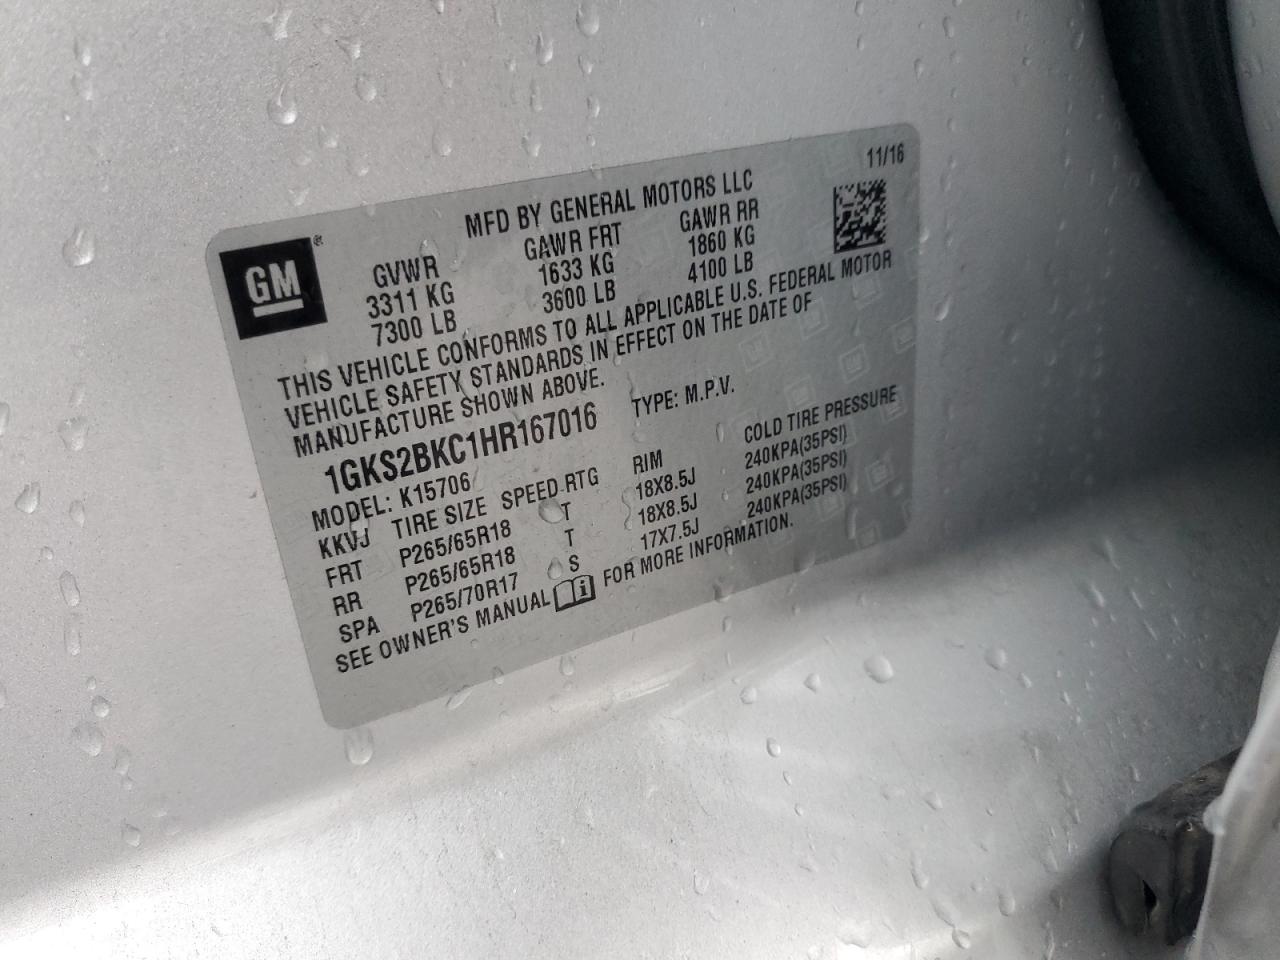 11/16
MFD BY GENERAL MOTORS LLC
GM®
GVWR GAWR FRT GAWR RR
3311 KG 1633 KG 1860 KG
7300 LB 3600 LB 4100 LB
THIS VEHICLE CONFORMS TO ALL APPLICABLE U.S. FEDERAL MOTOR
VEHICLE SAFETY STANDARDS IN EFFECT ON THE DATE OF
MANUFACTURE SHOWN ABOVE.
1GKS2BKC1HR167016 TYPE: M.P.V.
MODEL: K15706
KKVJ TIRE SIZE SPEED RTG RIM COLD TIRE PRESSURE
FRT P265/65R18 T 18X8.5J 240KPA(35PSI)
RR P265/65R18 T 18X8.5J 240KPA(35PSI)
SPA P265/70R17 S 17X7.5J 240KPA(35PSI)
SEE OWNER'S MANUAL i FOR MORE INFORMATION.